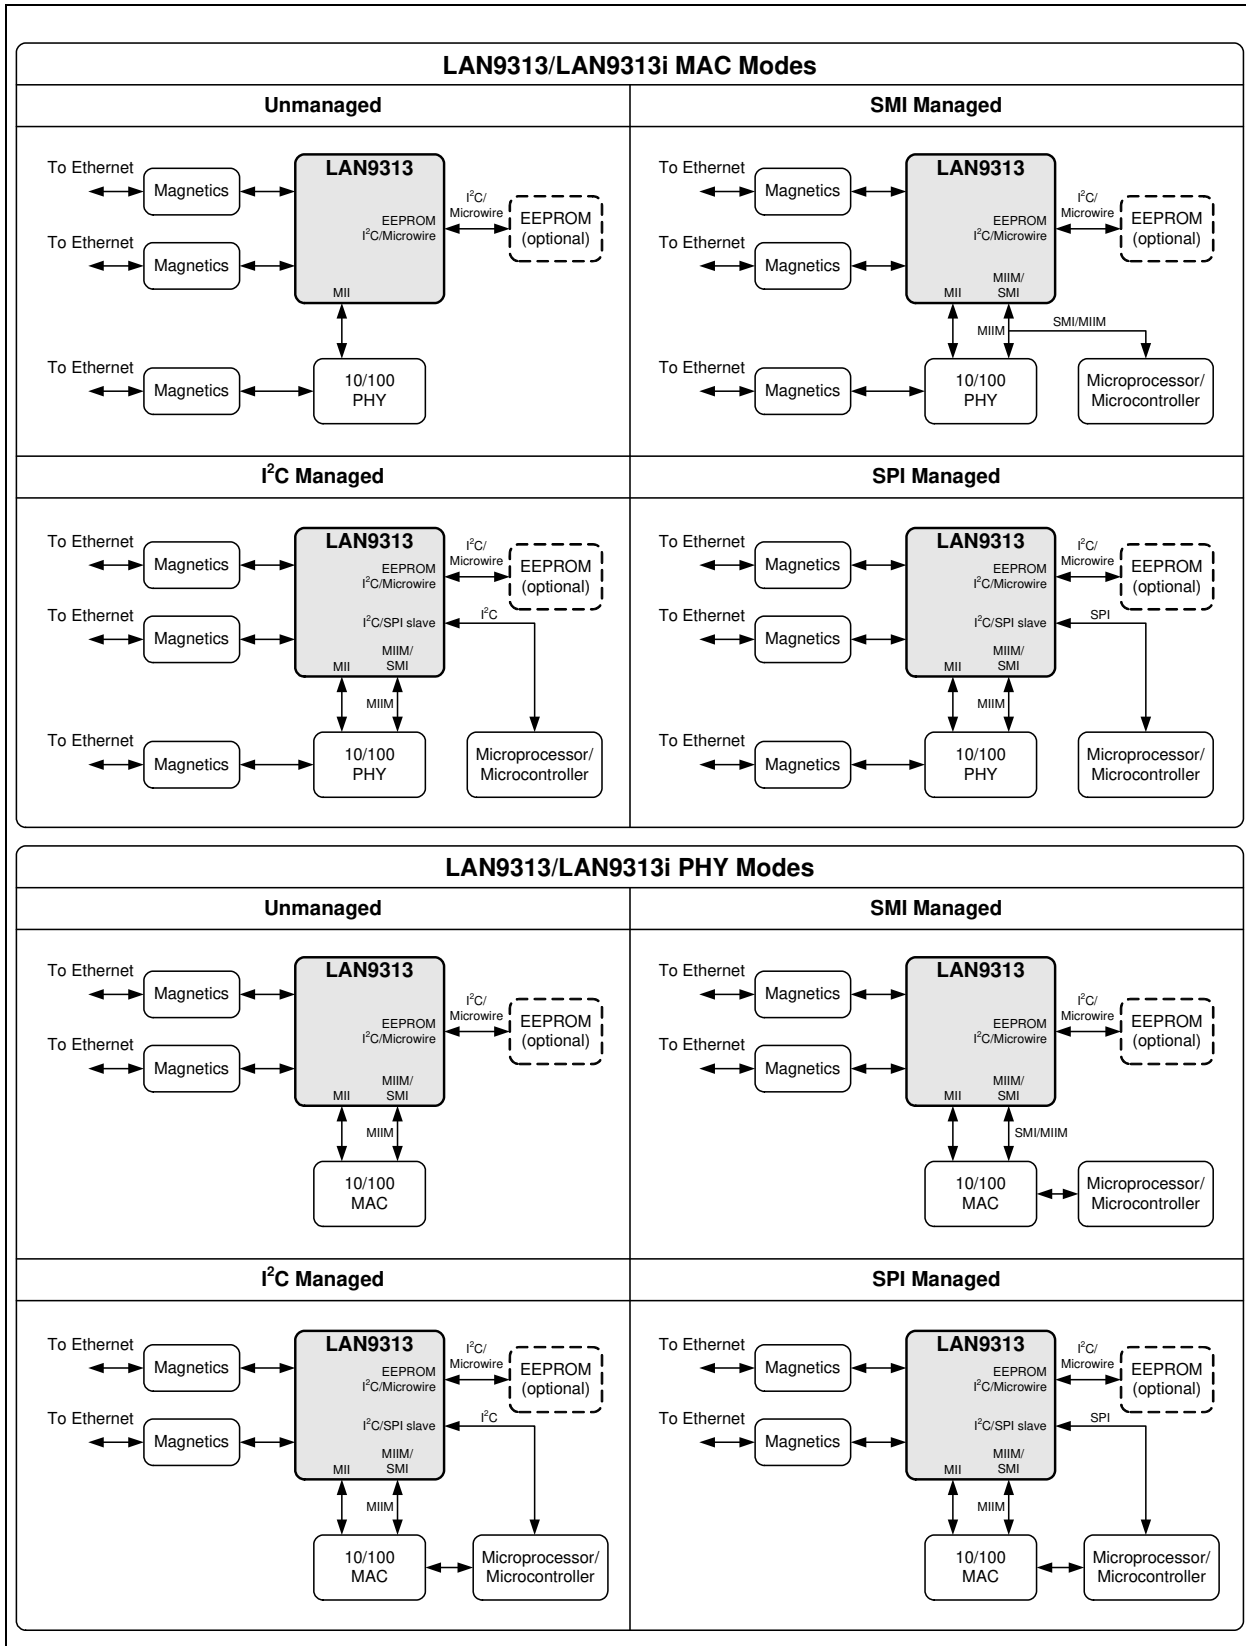 LAN9313/LAN9313i MAC Modes
Unmanaged
To Ethernet
Magnetics
To Ethernet
Magnetics
LAN9313
EEPROM
I²C/Microwire
I²C/
Microwire
EEPROM
(optional)
MII
To Ethernet
Magnetics
10/100
PHY
SMI Managed
To Ethernet
Magnetics
To Ethernet
Magnetics
LAN9313
EEPROM
I²C/Microwire
I²C/
Microwire
EEPROM
(optional)
MII
MIIM/
SMI
MIIM
SMI/MIIM
To Ethernet
Magnetics
10/100
PHY
Microprocessor/
Microcontroller
I²C Managed
To Ethernet
Magnetics
To Ethernet
Magnetics
LAN9313
EEPROM
I²C/Microwire
I²C/
Microwire
EEPROM
(optional)
I²C/SPI slave
I²C
MII
MIIM/
SMI
MIIM
To Ethernet
Magnetics
10/100
PHY
Microprocessor/
Microcontroller
SPI Managed
To Ethernet
Magnetics
To Ethernet
Magnetics
LAN9313
EEPROM
I²C/Microwire
I²C/
Microwire
EEPROM
(optional)
I²C/SPI slave
SPI
MII
MIIM/
SMI
MIIM
To Ethernet
Magnetics
10/100
PHY
Microprocessor/
Microcontroller
LAN9313/LAN9313i PHY Modes
Unmanaged
To Ethernet
Magnetics
To Ethernet
Magnetics
LAN9313
EEPROM
I²C/Microwire
I²C/
Microwire
EEPROM
(optional)
MII
MIIM/
SMI
MIIM
10/100
MAC
SMI Managed
To Ethernet
Magnetics
To Ethernet
Magnetics
LAN9313
EEPROM
I²C/Microwire
I²C/
Microwire
EEPROM
(optional)
MII
MIIM/
SMI
SMI/MIIM
10/100
MAC
Microprocessor/
Microcontroller
I²C Managed
To Ethernet
Magnetics
To Ethernet
Magnetics
LAN9313
EEPROM
I²C/Microwire
I²C/
Microwire
EEPROM
(optional)
I²C/SPI slave
I²C
MII
MIIM/
SMI
MIIM
10/100
MAC
Microprocessor/
Microcontroller
SPI Managed
To Ethernet
Magnetics
To Ethernet
Magnetics
LAN9313
EEPROM
I²C/Microwire
I²C/
Microwire
EEPROM
(optional)
I²C/SPI slave
SPI
MII
MIIM/
SMI
MIIM
10/100
MAC
Microprocessor/
Microcontroller